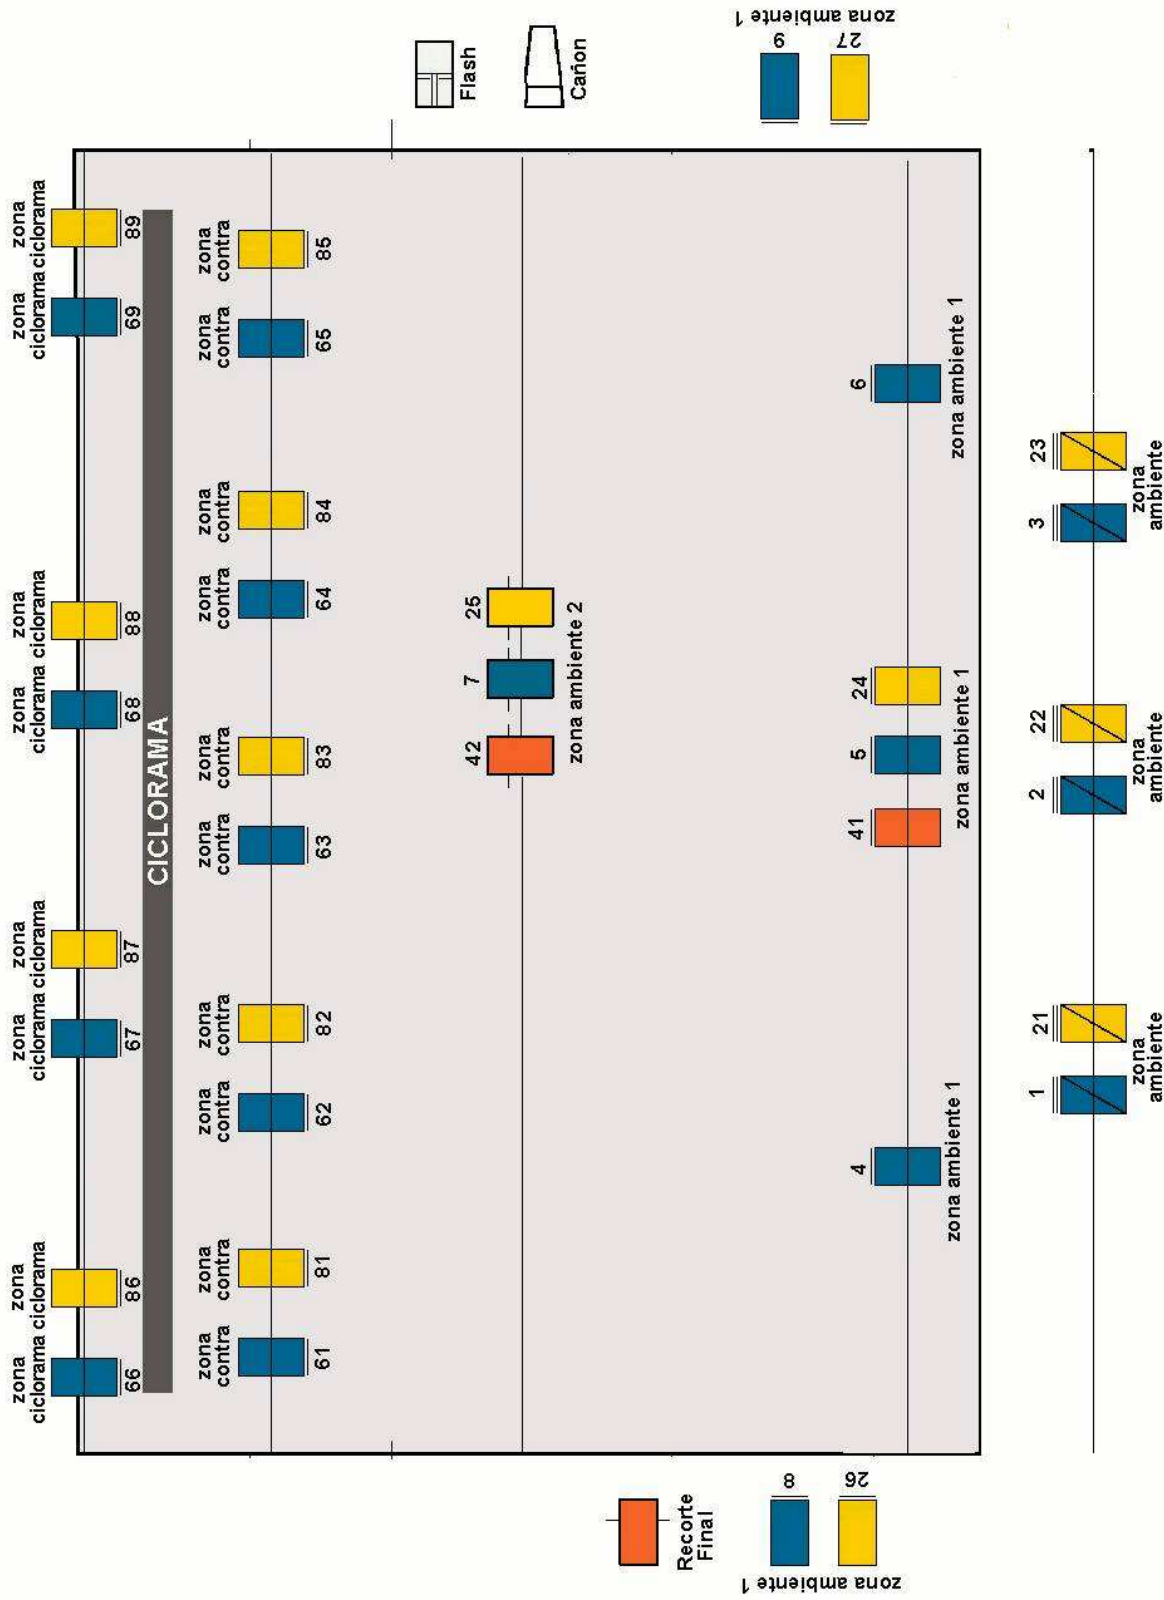 zona
ciclorama
66
zona
ciclorama
86
zona
ciclorama
67
zona
ciclorama
87
zona
ciclorama
68
zona
ciclorama
88
zona
ciclorama
69
zona
ciclorama
89
CICLORAMA
zona
contra
61
zona
contra
81
zona
contra
62
zona
contra
82
zona
contra
63
zona
contra
83
zona
contra
64
zona
contra
84
zona
contra
65
zona
contra
85
Flash
Cañon
42
7
25
zona ambiente 2
Recorte
Final
8
26
zona ambiente 1
9
27
zona ambiente 1
4
zona ambiente 1
41
5
24
zona ambiente 1
6
zona ambiente 1
1
21
zona
ambiente
2
22
zona
ambiente
3
23
zona
ambiente